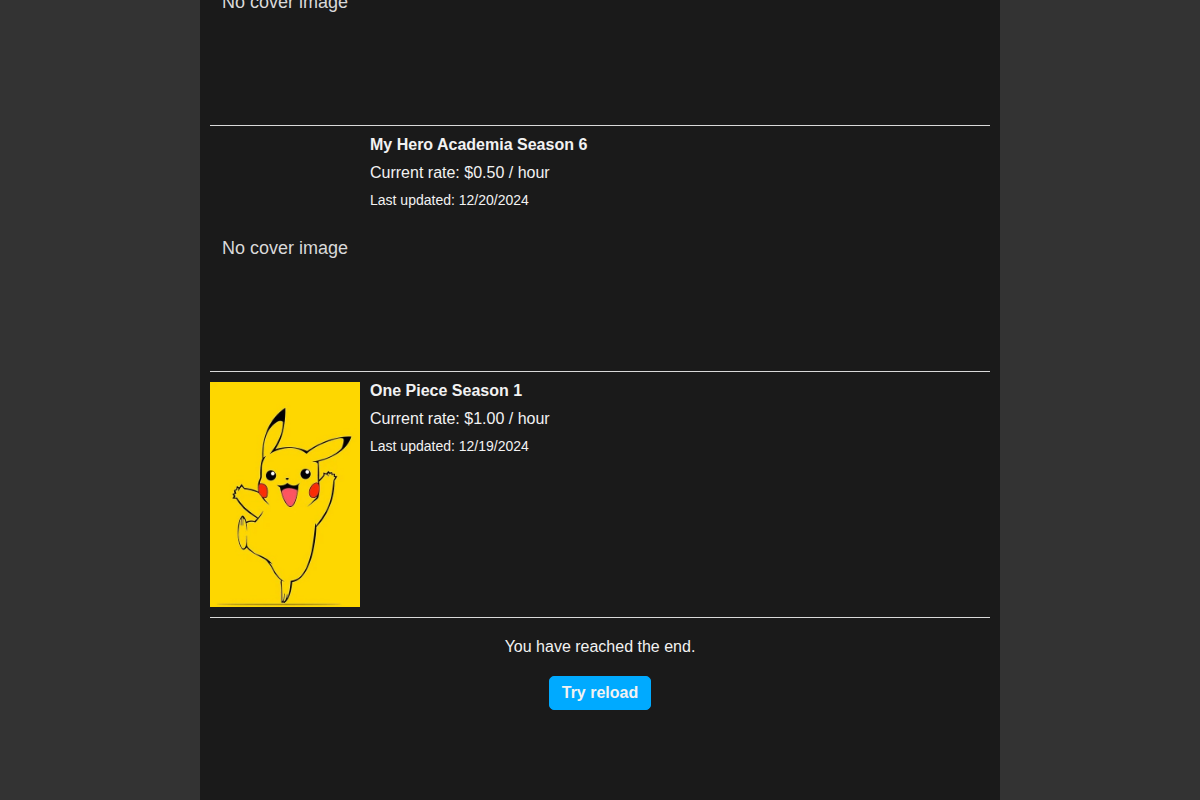 No cover image
My Hero Academia Season 6
Current rate: $0.50 / hour
Last updated: 12/20/2024
No cover image
One Piece Season 1
Current rate: $1.00 / hour
Last updated: 12/19/2024
You have reached the end.
Try reload